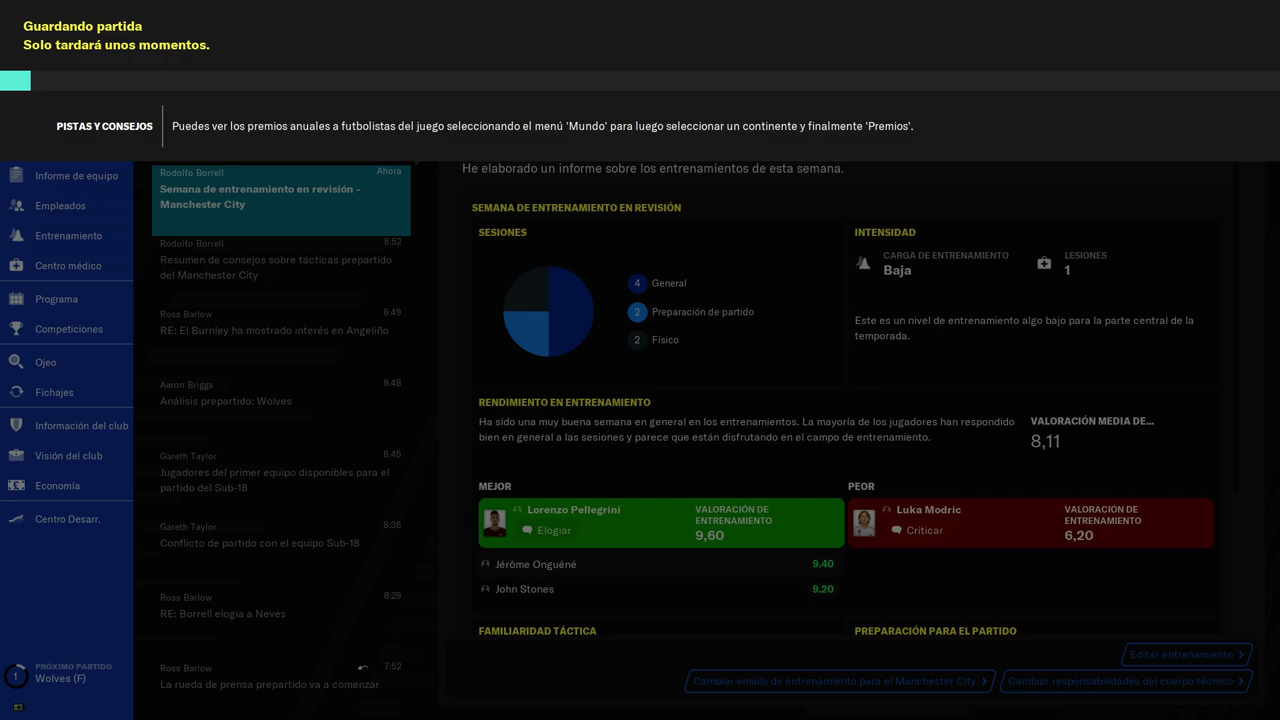 Guardando partida
Solo tardará unos momentos.
PISTAS Y CONSEJOS
Puedes ver los premios anuales a futbolistas del juego seleccionando el menú 'Mundo' para luego seleccionar un continente y finalmente 'Premios'.
Informe de equipo
Empleados
Entrenamiento
Centro médico
Programa
Competiciones
Ojeo
Fichajes
Información del club
Visión del club
Economía
Centro Desarr.
PRÓXIMO PARTIDO
1
Wolves (F)
Rodolfo Borrell
Ahora
Semana de entrenamiento en revisión -
Manchester City
Rodolfo Borrell
8:52
Resumen de consejos sobre tácticas prepartido
del Manchester City
Ross Barlow
8:49
RE: El Burnley ha mostrado interés en Angeliño
Aaron Briggs
8:48
Análisis prepartido: Wolves
Gareth Taylor
8:45
Jugadores del primer equipo disponibles para el
partido del Sub-18
Gareth Taylor
8:36
Conflicto de partido con el equipo Sub-18
Ross Barlow
8:29
RE: Borrell elogia a Neves
Ross Barlow
7:52
La rueda de prensa prepartido va a comenzar
He elaborado un informe sobre los entrenamientos de esta semana.
SEMANA DE ENTRENAMIENTO EN REVISIÓN
SESIONES
4 General
2 Preparación de partido
2 Físico
INTENSIDAD
CARGA DE ENTRENAMIENTO
Baja
LESIONES
1
Este es un nivel de entrenamiento algo bajo para la parte central de la
temporada.
RENDIMIENTO EN ENTRENAMIENTO
Ha sido una muy buena semana en general en los entrenamientos. La mayoría de los jugadores han respondido
bien en general a las sesiones y parece que están disfrutando en el campo de entrenamiento.
VALORACIÓN MEDIA DE...
8,11
MEJOR
Lorenzo Pellegrini
Elogiar
VALORACIÓN DE
ENTRENAMIENTO
9,60
Jérôme Onguéné
9.40
John Stones
9.20
PEOR
Luka Modric
Criticar
VALORACIÓN DE
ENTRENAMIENTO
6,20
FAMILIARIDAD TÁCTICA
PREPARACIÓN PARA EL PARTIDO
Editar entrenamiento
Cambiar emails de entrenamiento para el Manchester City
Cambiar responsabilidades del cuerpo técnico